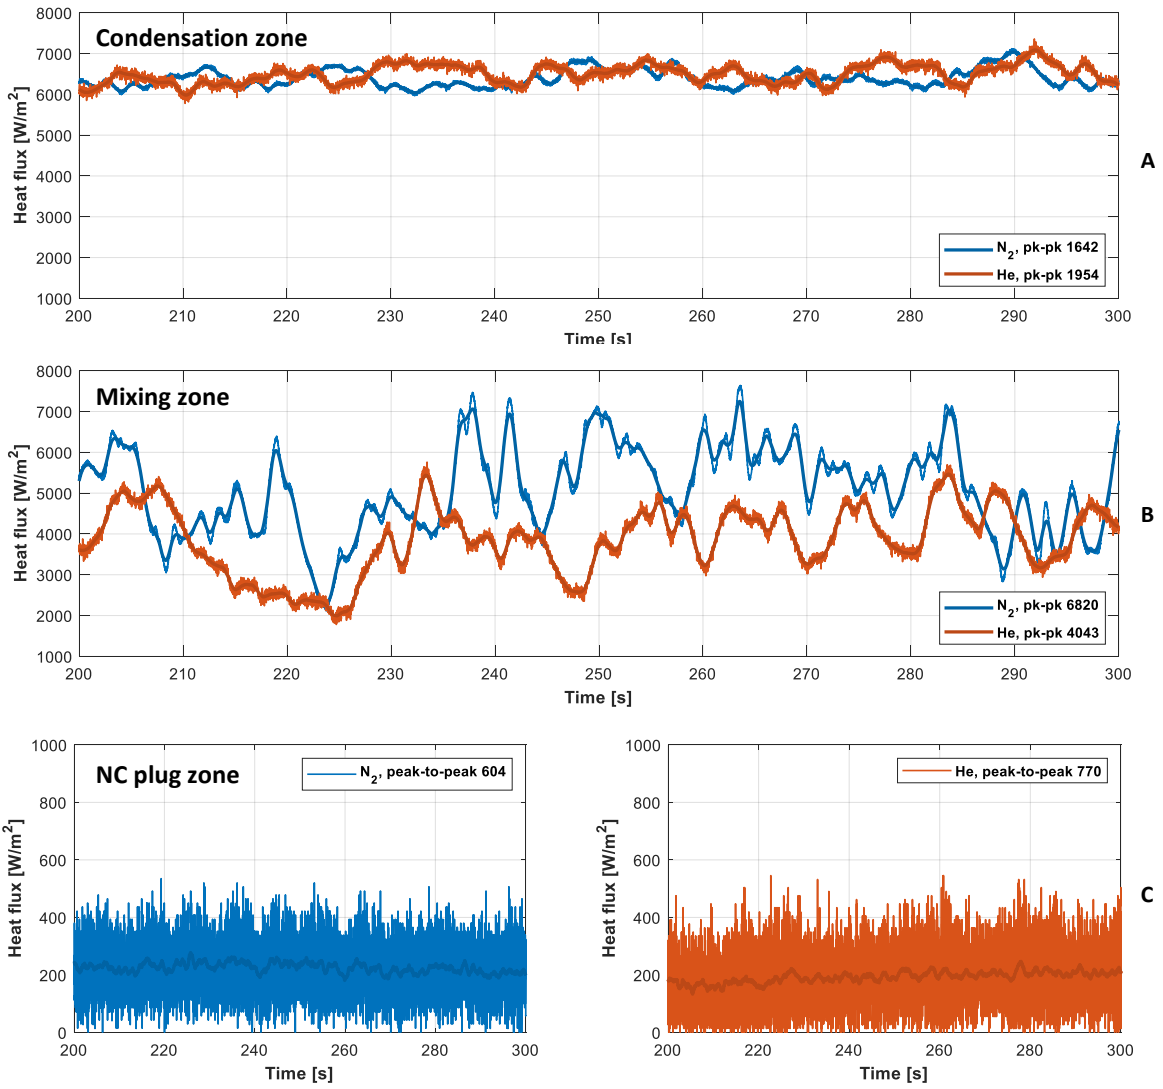 Condensation zone
8000
7000
6000
5000
4000
3000
2000
1000
Heat flux [W/m²]
200 210 220 230 240 250 260 270 280 290 300
Time [s]
N₂, pk-pk 1642
He, pk-pk 1954
A
Mixing zone
8000
7000
6000
5000
4000
3000
2000
1000
Heat flux [W/m²]
200 210 220 230 240 250 260 270 280 290 300
Time [s]
N₂, pk-pk 6820
He, pk-pk 4043
B
NC plug zone
1000
800
600
400
200
0
Heat flux [W/m²]
200 220 240 260 280 300
Time [s]
N₂, peak-to-peak 604
1000
800
600
400
200
0
Heat flux [W/m²]
200 220 240 260 280 300
Time [s]
He, peak-to-peak 770
C